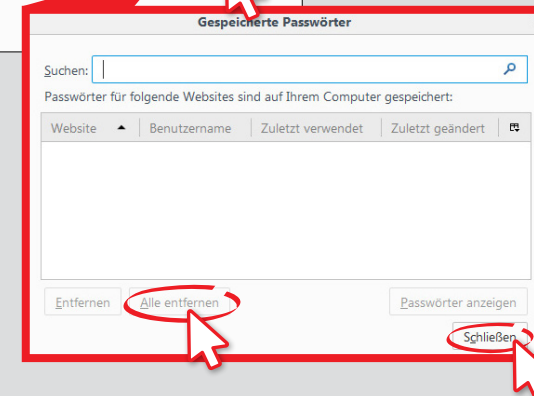 Gespeicherte Passwörter
Suchen:
Passwörter für folgende Websites sind auf Ihrem Computer gespeichert:
Website Benutzername Zuletzt verwendet Zuletzt geändert
Entfernen Alle entfernen Passwörter anzeigen
Schließen